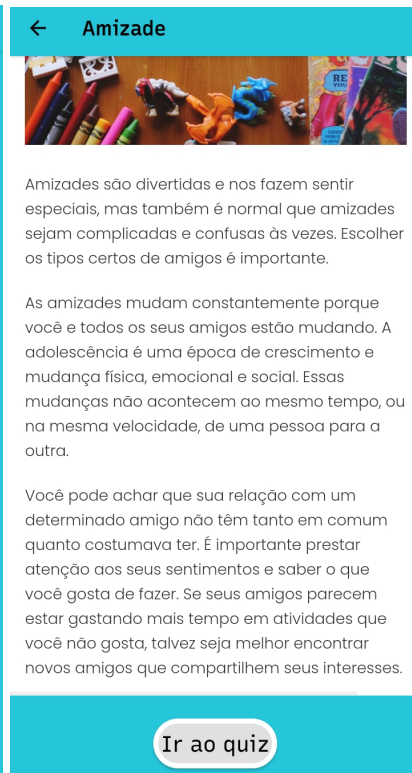 Amizade
RE
YOU
Amizades são divertidas e nos fazem sentir
especiais, mas também é normal que amizades
sejam complicadas e confusas às vezes. Escolher
os tipos certos de amigos é importante.
As amizades mudam constantemente porque
você e todos os seus amigos estão mudando. A
adolescência é uma época de crescimento e
mudança física, emocional e social. Essas
mudanças não acontecem ao mesmo tempo, ou
na mesma velocidade, de uma pessoa para a
outra.
Você pode achar que sua relação com um
determinado amigo não têm tanto em comum
quanto costumava ter. É importante prestar
atenção aos seus sentimentos e saber o que
você gosta de fazer. Se seus amigos parecem
estar gastando mais tempo em atividades que
você não gosta, talvez seja melhor encontrar
novos amigos que compartilhem seus interesses.
Ir ao quiz